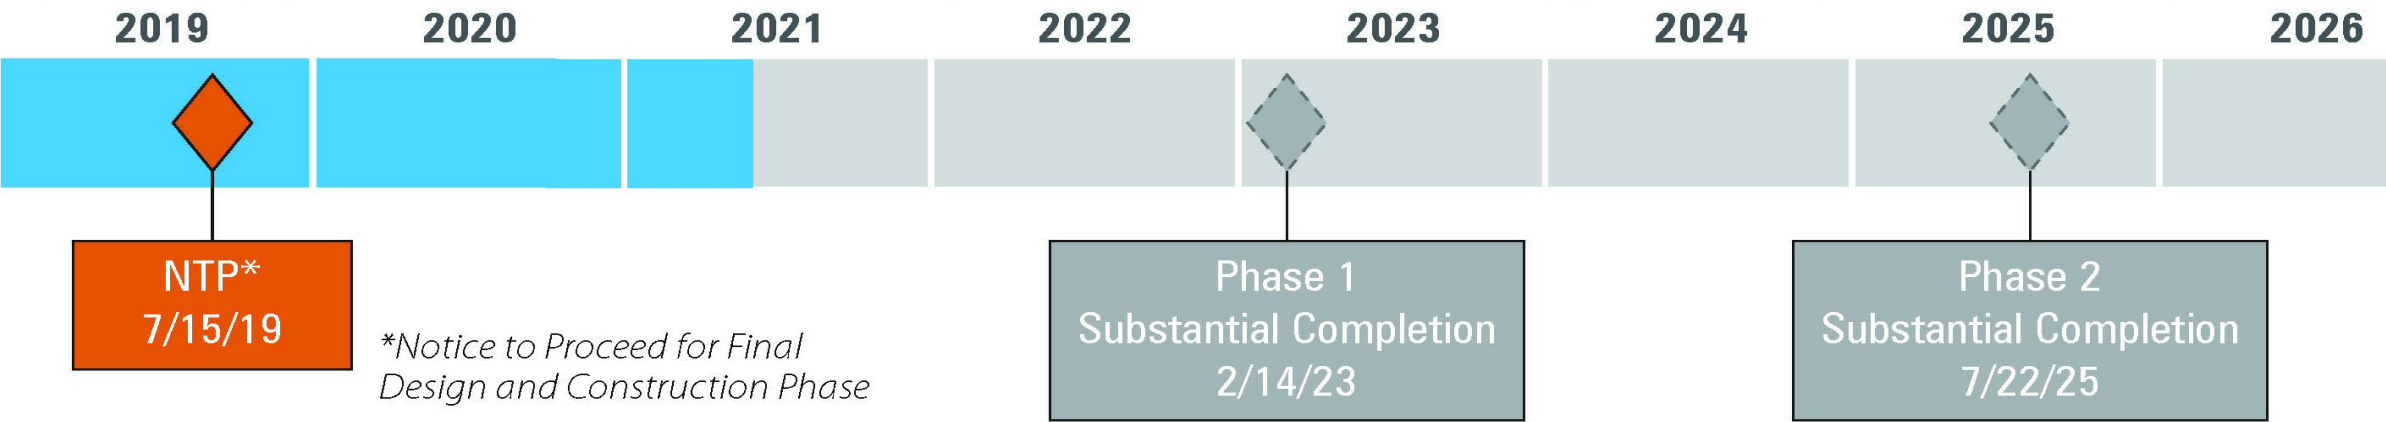 2019 2020 2021 2022 2023 2024 2025 2026
NTP*
7/15/19
*Notice to Proceed for Final
Design and Construction Phase
Phase 1
Substantial Completion
2/14/23
Phase 2
Substantial Completion
7/22/25